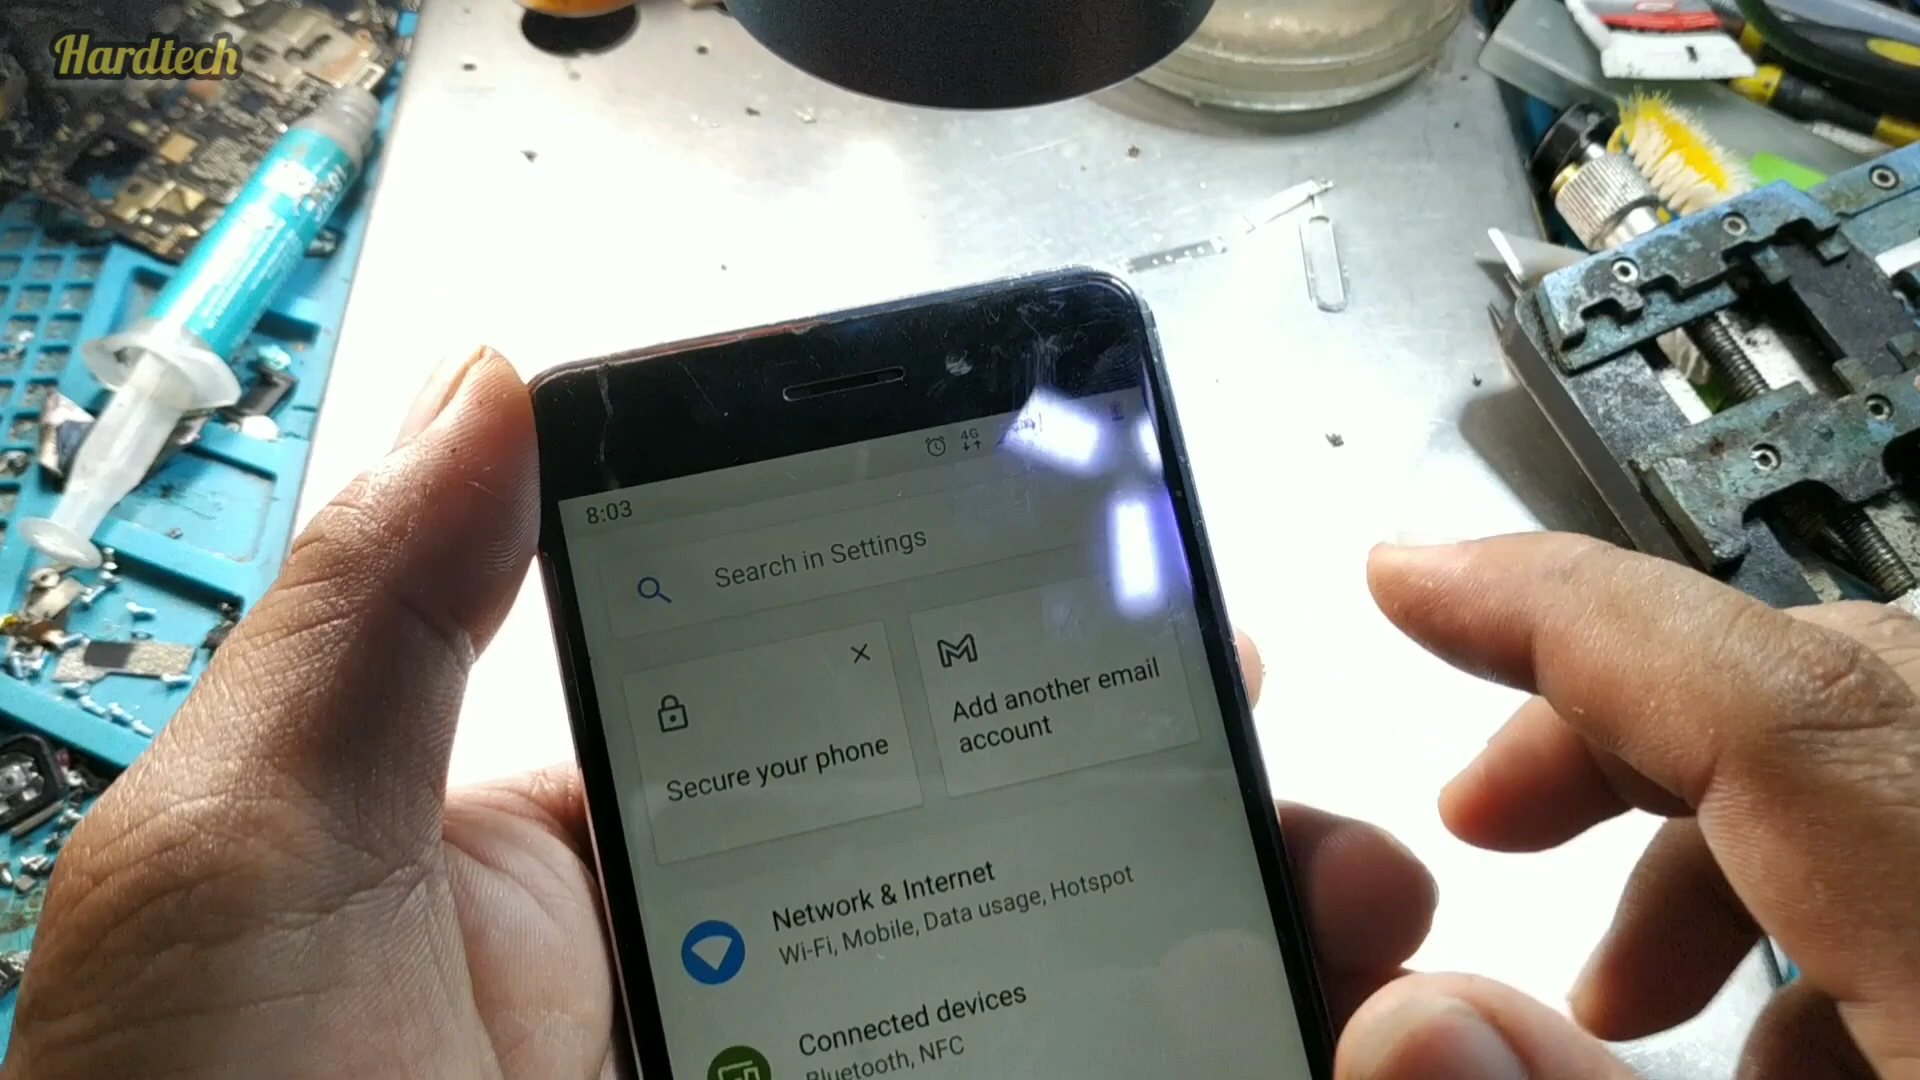 Hardtech
4G
8:03
Search in Settings
Secure your phone
Add another email
account
Network & Internet
Wi-Fi, Mobile, Data usage, Hotspot
Connected devices
Bluetooth, NFC